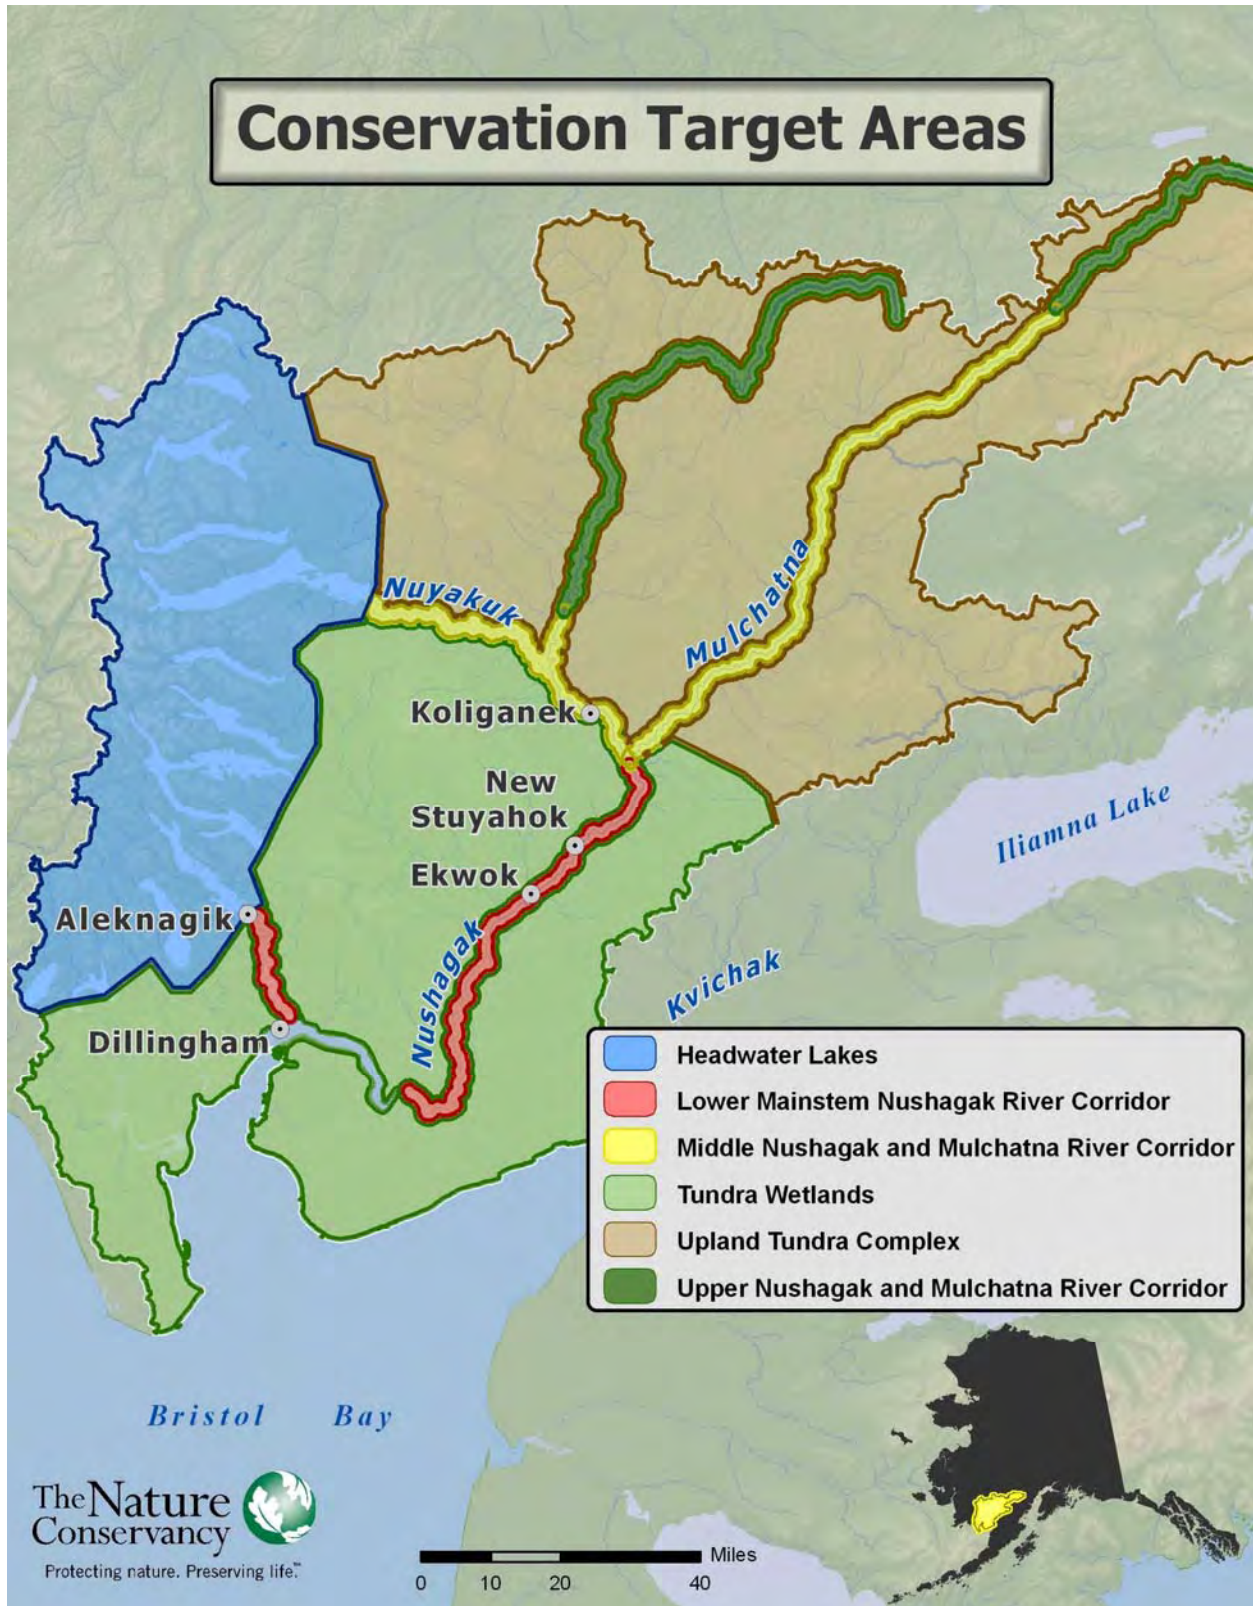 Conservation Target Areas
Nuyakuk
Mulchatna
Koliganek
New
Stuyahok
Ekwok
Iliamna Lake
Aleknagik
Nushagak
Kvichak
Dillingham
Headwater Lakes
Lower Mainstem Nushagak River Corridor
Middle Nushagak and Mulchatna River Corridor
Tundra Wetlands
Upland Tundra Complex
Upper Nushagak and Mulchatna River Corridor
Bristol Bay
The Nature
Conservancy
Protecting nature. Preserving life.™
Miles
0 10 20 40